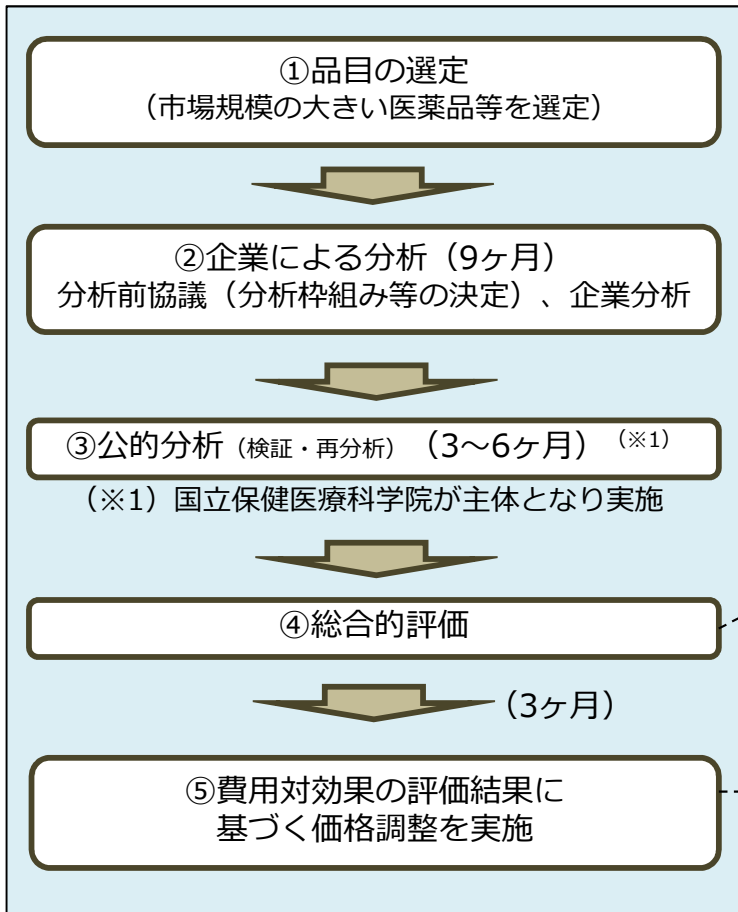 ①品目の選定
（市場規模の大きい医薬品等を選定）
②企業による分析（9ヶ月）
分析前協議（分析枠組み等の決定）、企業分析
③公的分析（検証・再分析）（3～6ヶ月）（※1）
（※1）国立保健医療科学院が主体となり実施
④総合的評価
（3ヶ月）
⑤費用対効果の評価結果に
基づく価格調整を実施